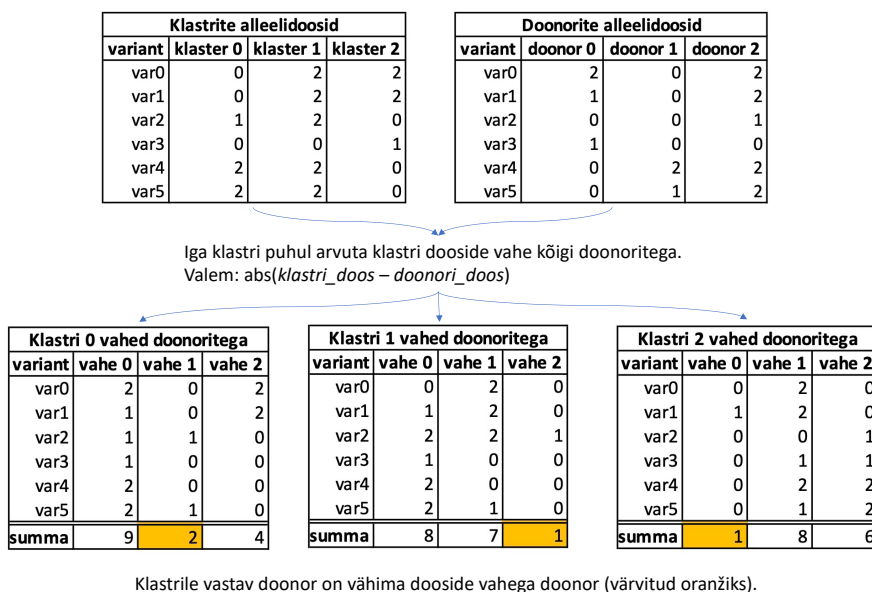 Klastrite alleelidoosid
variant klaster 0 klaster 1 klaster 2
var0 0 2 2
var1 0 2 2
var2 1 2 0
var3 0 0 1
var4 2 2 0
var5 2 2 0
Doonorite alleelidoosid
variant doonor 0 doonor 1 doonor 2
var0 2 0 2
var1 1 0 2
var2 0 0 1
var3 1 0 0
var4 0 2 2
var5 0 1 2
Iga klastri puhul arvuta klastri dooside vahe kõigi doonoritega.
Valem: abs(klastri_doos – doonori_doos)
Klastri 0 vahed doonoritega
variant vahe 0 vahe 1 vahe 2
var0 2 0 2
var1 1 0 2
var2 1 1 0
var3 1 0 0
var4 2 0 0
var5 2 1 0
summa 9 2 4
Klastri 1 vahed doonoritega
variant vahe 0 vahe 1 vahe 2
var0 0 2 0
var1 1 2 0
var2 2 2 1
var3 1 0 0
var4 2 0 0
var5 2 1 0
summa 8 7 1
Klastri 2 vahed doonoritega
variant vahe 0 vahe 1 vahe 2
var0 0 2 0
var1 1 2 0
var2 0 0 1
var3 0 1 1
var4 0 2 2
var5 0 1 2
summa 1 8 6
Klastrile vastav doonor on vähima dooside vahega doonor (värvitud oranžiks).